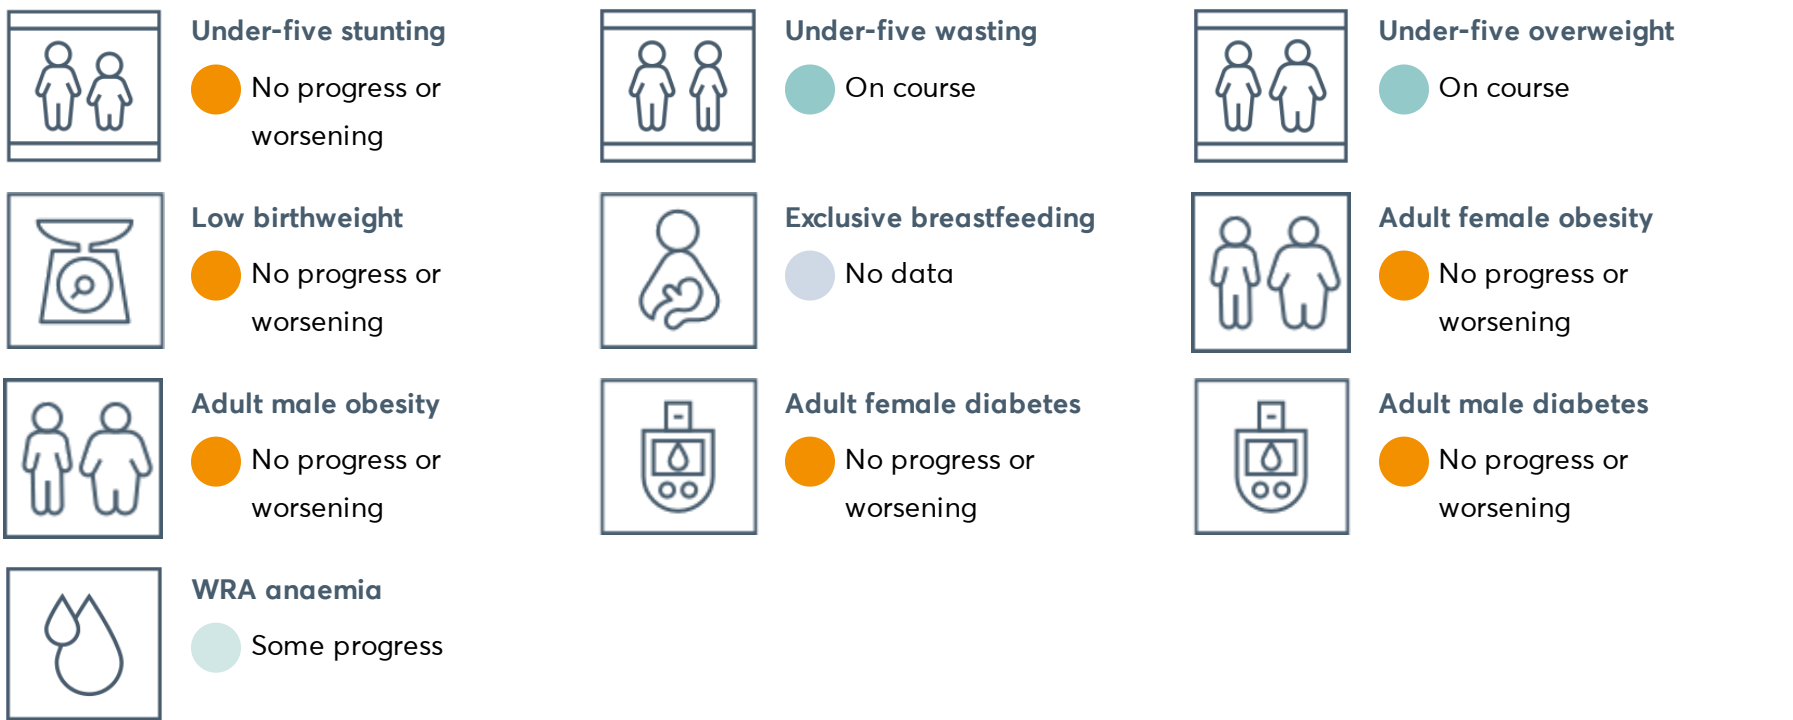 Under-five stunting
No progress or
worsening
Under-five wasting
On course
Under-five overweight
On course
Low birthweight
No progress or
worsening
Exclusive breastfeeding
No data
Adult female obesity
No progress or
worsening
Adult male obesity
No progress or
worsening
Adult female diabetes
No progress or
worsening
Adult male diabetes
No progress or
worsening
WRA anaemia
Some progress